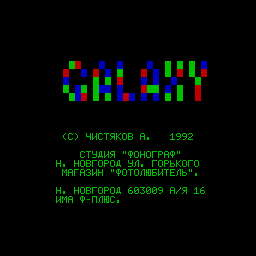 GALAXY
(C) ЧИСТЯКОВ А. 1992
СТУДИЯ "ФОНОГРАФ"
Н. НОВГОРОД УЛ. ГОРЬКОГО
МАГАЗИН "ФОТОЛЮБИТЕЛЬ".
Н. НОВГОРОД 603009 А/Я 16
ИМА Ф-ПЛЮС.